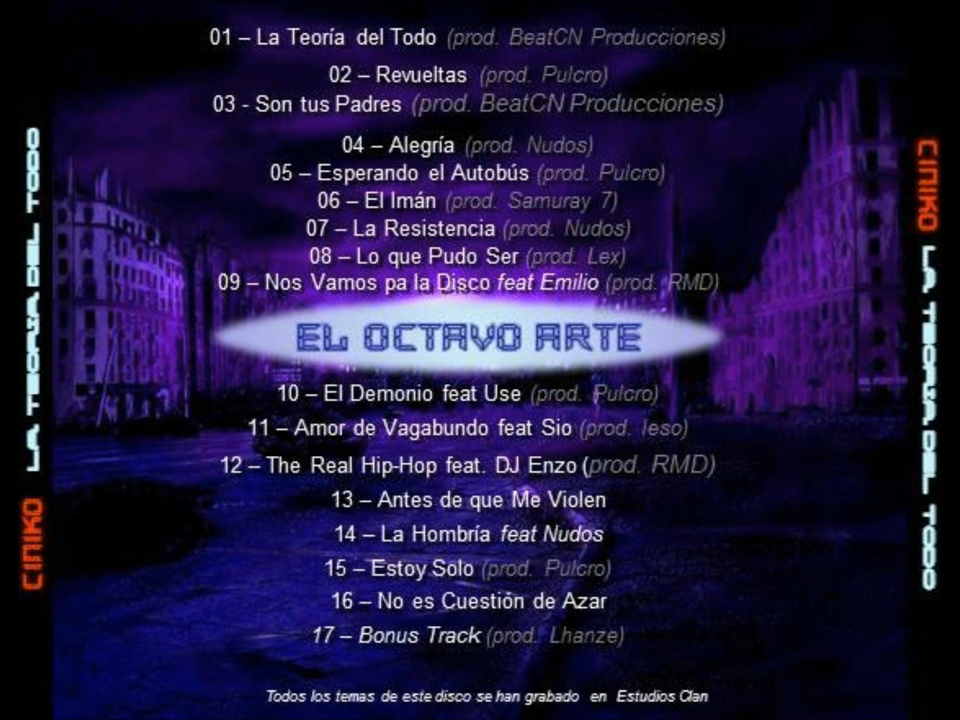 01 – La Teoría del Todo (prod. BeatCN Producciones)
02 – Revueltas (prod. Pulcro)
03 - Son tus Padres (prod. BeatCN Producciones)
04 – Alegría (prod. Nudos)
05 – Esperando el Autobús (prod. Pulcro)
06 – El Imán (prod. Samuray 7)
07 – La Resistencia (prod. Nudos)
08 – Lo que Pudo Ser (prod. Lex)
09 – Nos Vamos pa la Disco feat Emilio (prod. RMD)
EL OCTAVO ARTE
10 – El Demonio feat Use (prod. Pulcro)
11 – Amor de Vagabundo feat Sio (prod. Ieso)
12 – The Real Hip-Hop feat. DJ Enzo (prod. RMD)
13 – Antes de que Me Violen
14 – La Hombría feat Nudos
15 – Estoy Solo (prod. Pulcro)
16 – No es Cuestión de Azar
17 – Bonus Track (prod. Lhanze)
Todos los temas de este disco se han grabado en Estudios Clan
CINIKO LA TEORIA DEL TODO
CINIKO LA TEORIA DEL TODO